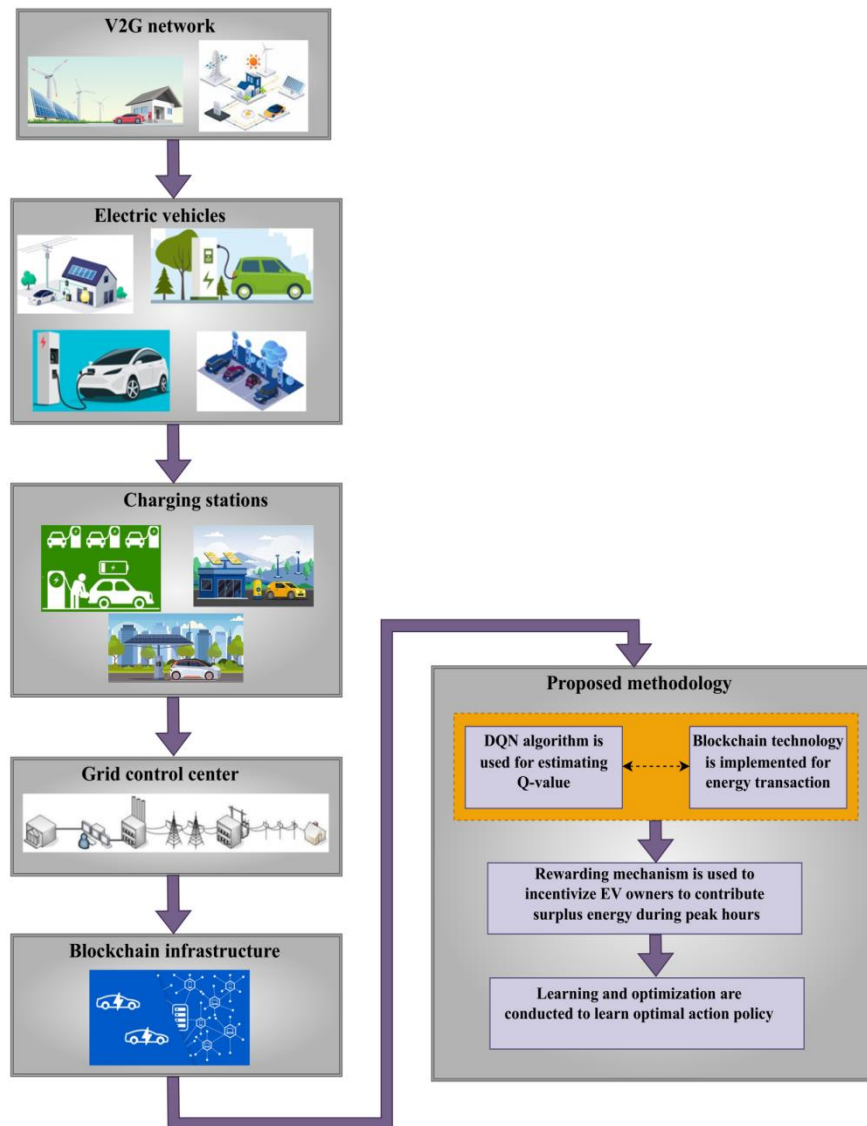 V2G network
Electric vehicles
Charging stations
Grid control center
Blockchain infrastructure
Proposed methodology
DQN algorithm is
used for estimating
Q-value
Blockchain technology
is implemented for
energy transaction
Rewarding mechanism is used to
incentivize EV owners to contribute
surplus energy during peak hours
Learning and optimization are
conducted to learn optimal action policy